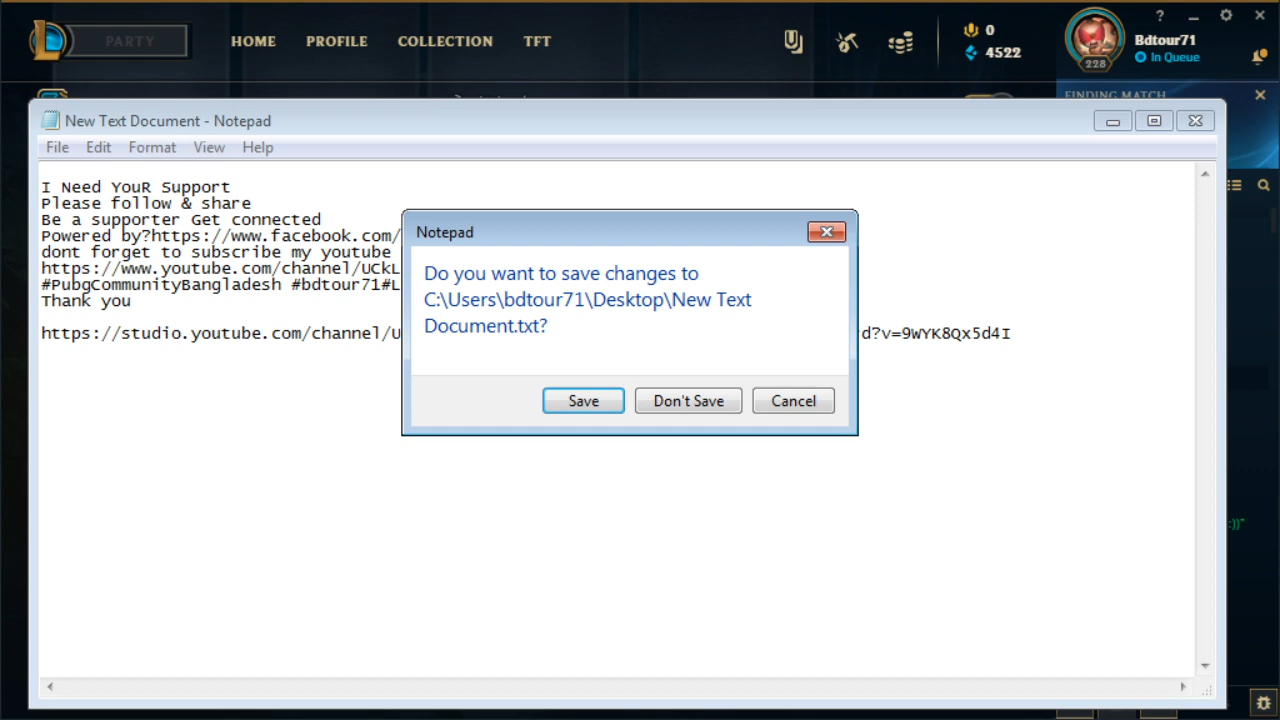 PARTY
HOME
PROFILE
COLLECTION
TFT
0
4522
228
?
Bdtour71
In Queue
FINDING MATCH
New Text Document - Notepad
File Edit Format View Help
I Need YouR Support
Please follow & share
Be a supporter Get connected
Powered by?https://www.facebook.com/
dont forget to subscribe my youtube
https://www.youtube.com/channel/UCkL
#PubgCommunityBangladesh #bdtour71#L
Thank you
https://studio.youtube.com/channel/U
d?v=9WYK8Qx5d4I
Notepad
Do you want to save changes to
C:\Users\bdtour71\Desktop\New Text
Document.txt?
Save
Don't Save
Cancel
:))"